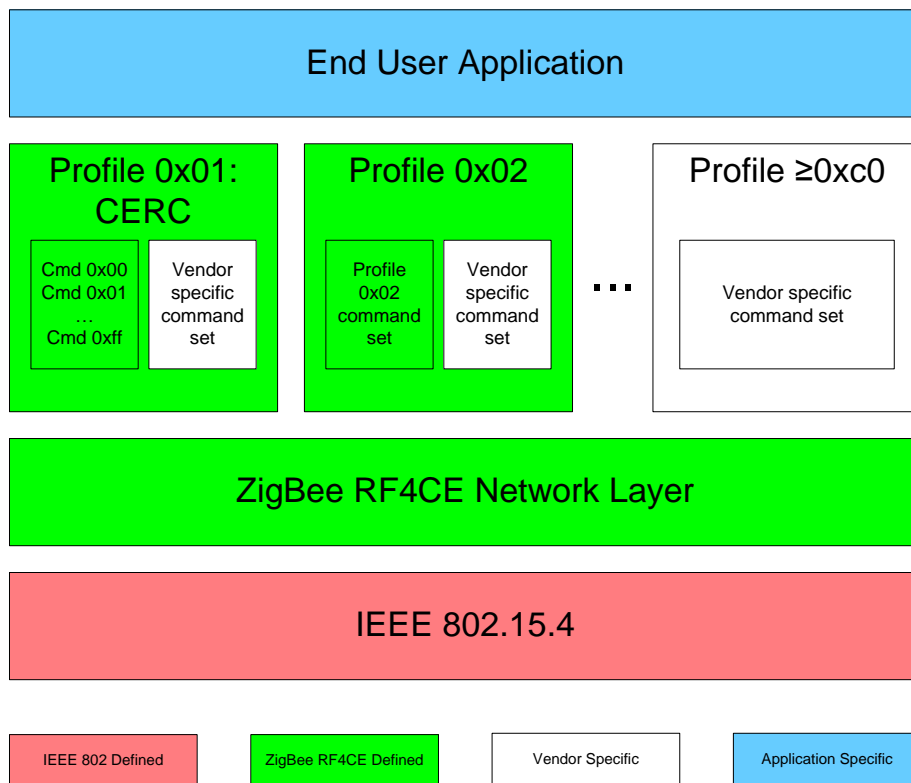 End User Application
Profile 0x01:
CERC
Cmd 0x00
Cmd 0x01
…
Cmd 0xff
Vendor
specific
command
set
Profile 0x02
Profile
0x02
command
set
Vendor
specific
command
set
...
Profile ≥0xc0
Vendor specific
command set
ZigBee RF4CE Network Layer
IEEE 802.15.4
IEEE 802 Defined
ZigBee RF4CE Defined
Vendor Specific
Application Specific